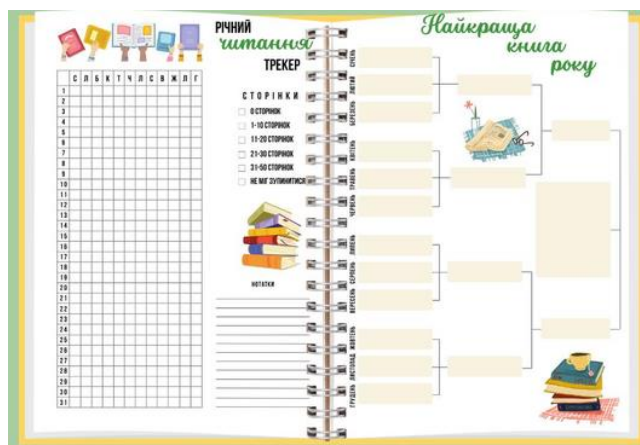 РІЧНИЙ
читання
ТРЕКЕР
С Л Б К Т Ч Л С В Ж Л Г
1
2
3
4
5
6
7
8
9
10
11
12
13
14
15
16
17
18
19
20
21
22
23
24
25
26
27
28
29
30
31
СТОРІНКИ
0 СТОРІНОК
1-10 СТОРІНОК
11-20 СТОРІНОК
21-30 СТОРІНОК
31-50 СТОРІНОК
НЕ МІГ ЗУПИНИТИСЯ
НОТАТКИ
Найкраща
книга
року
СІЧЕНЬ
ЛЮТИЙ
БЕРЕЗЕНЬ
КВІТЕНЬ
ТРАВЕНЬ
ЧЕРВЕНЬ
ЛИПЕНЬ
СЕРПЕНЬ
ВЕРЕСЕНЬ
ЖОВТЕНЬ
ЛИСТОПАД
ГРУДЕНЬ